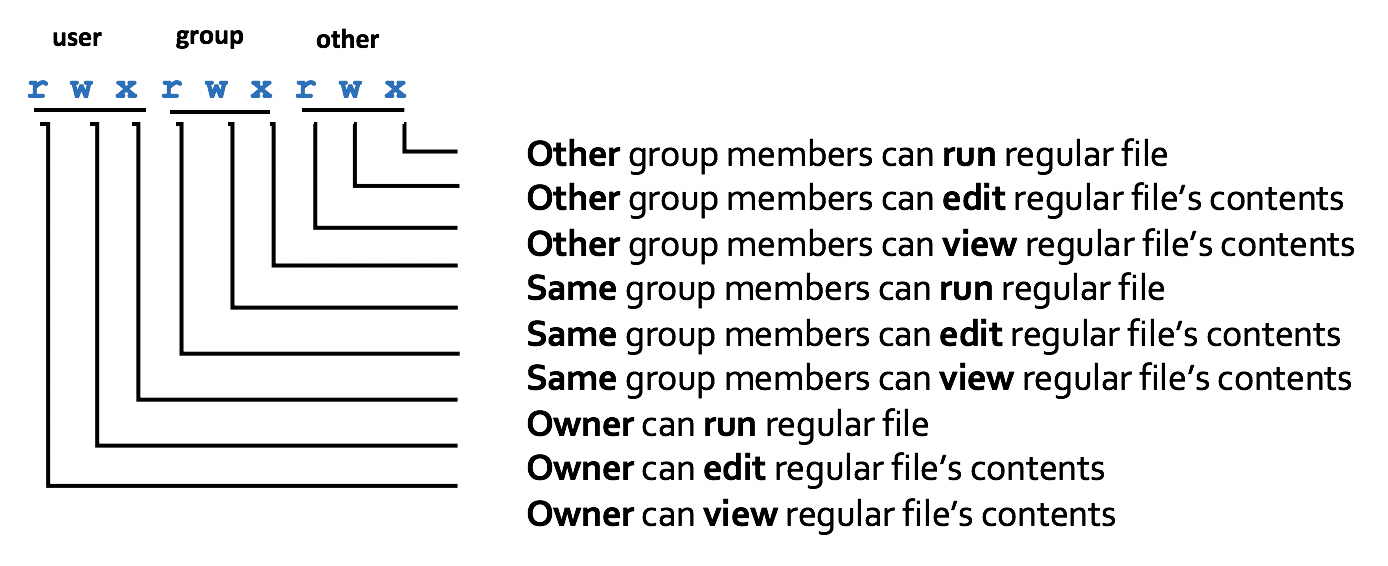 user group other
r w x r w x r w x
Other group members can run regular file
Other group members can edit regular file’s contents
Other group members can view regular file’s contents
Same group members can run regular file
Same group members can edit regular file’s contents
Same group members can view regular file’s contents
Owner can run regular file
Owner can edit regular file’s contents
Owner can view regular file’s contents